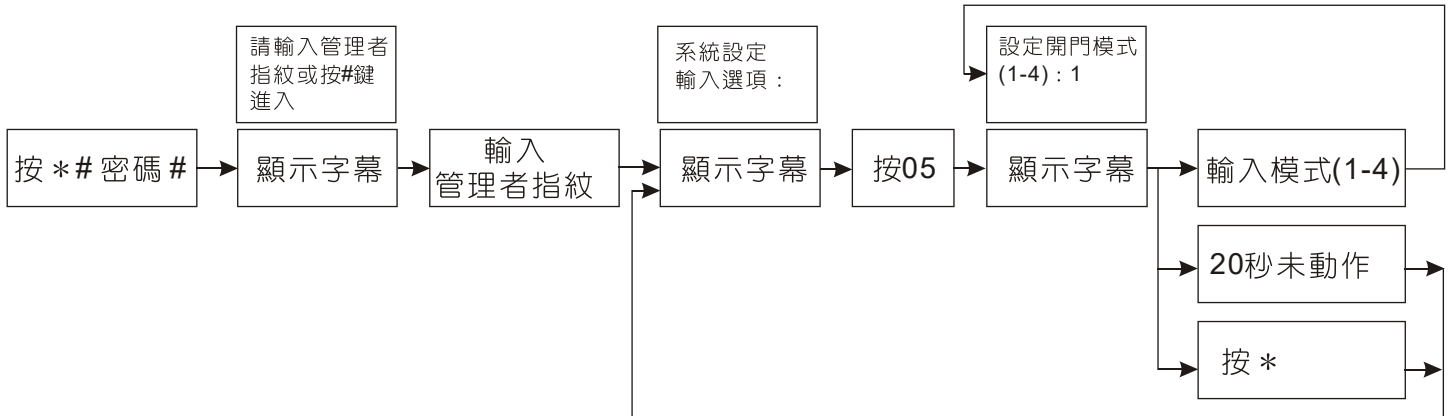 請輸入管理者
指紋或按#鍵
進入
系統設定
輸入選項：
設定開門模式
(1-4)：1
按＊# 密碼 #
顯示字幕
輸入
管理者指紋
顯示字幕
按05
顯示字幕
輸入模式(1-4)
20秒未動作
按＊